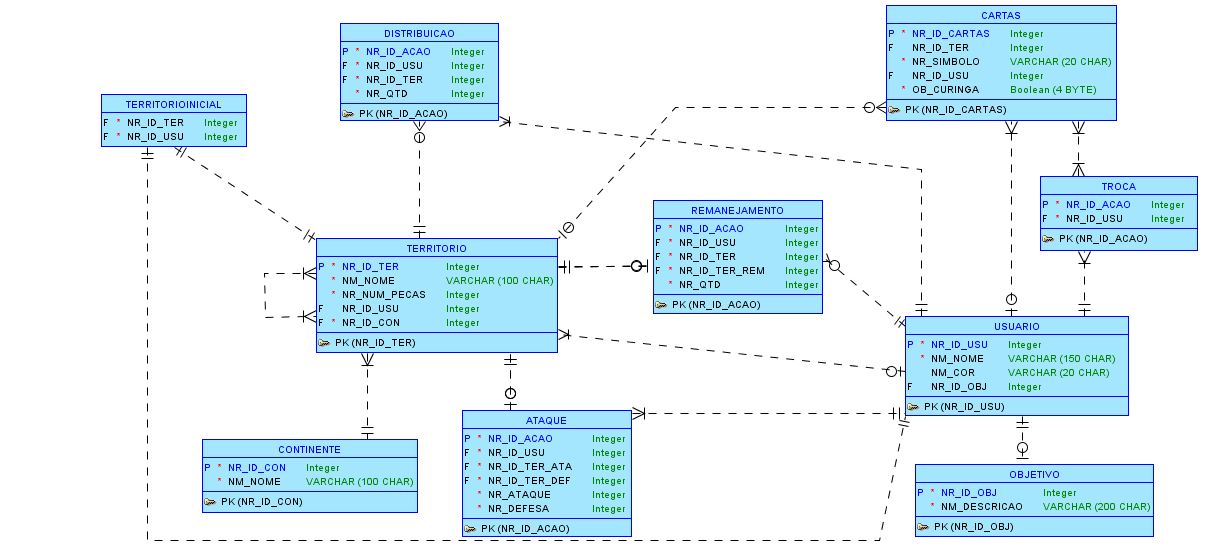 DISTRIBUICAO
P * NR_ID_ACAO Integer
F * NR_ID_USU Integer
F * NR_ID_TER Integer
* NR_QTD Integer
PK (NR_ID_ACAO)
CARTAS
P * NR_ID_CARTAS Integer
F NR_ID_TER Integer
* NR_SIMBOLO VARCHAR (20 CHAR)
F NR_ID_USU Integer
* OB_CURINGA Boolean (4 BYTE)
PK (NR_ID_CARTAS)
TERRITORIOINICIAL
F * NR_ID_TER Integer
F * NR_ID_USU Integer
TROCA
P * NR_ID_ACAO Integer
F * NR_ID_USU Integer
PK (NR_ID_ACAO)
REMANEJAMENTO
P * NR_ID_ACAO Integer
F * NR_ID_USU Integer
F * NR_ID_TER Integer
F * NR_ID_TER_REM Integer
* NR_QTD Integer
PK (NR_ID_ACAO)
TERRITORIO
P * NR_ID_TER Integer
* NM_NOME VARCHAR (100 CHAR)
* NR_NUM_PECAS Integer
F NR_ID_USU Integer
F * NR_ID_CON Integer
PK (NR_ID_TER)
USUARIO
P * NR_ID_USU Integer
* NM_NOME VARCHAR (150 CHAR)
NM_COR VARCHAR (20 CHAR)
F NR_ID_OBJ Integer
PK (NR_ID_USU)
ATAQUE
P * NR_ID_ACAO Integer
F * NR_ID_USU Integer
F * NR_ID_TER_ATA Integer
F * NR_ID_TER_DEF Integer
* NR_ATAQUE Integer
* NR_DEFESA Integer
PK (NR_ID_ACAO)
CONTINENTE
P * NR_ID_CON Integer
* NM_NOME VARCHAR (100 CHAR)
PK (NR_ID_CON)
OBJETIVO
P * NR_ID_OBJ Integer
* NM_DESCRICAO VARCHAR (200 CHAR)
PK (NR_ID_OBJ)